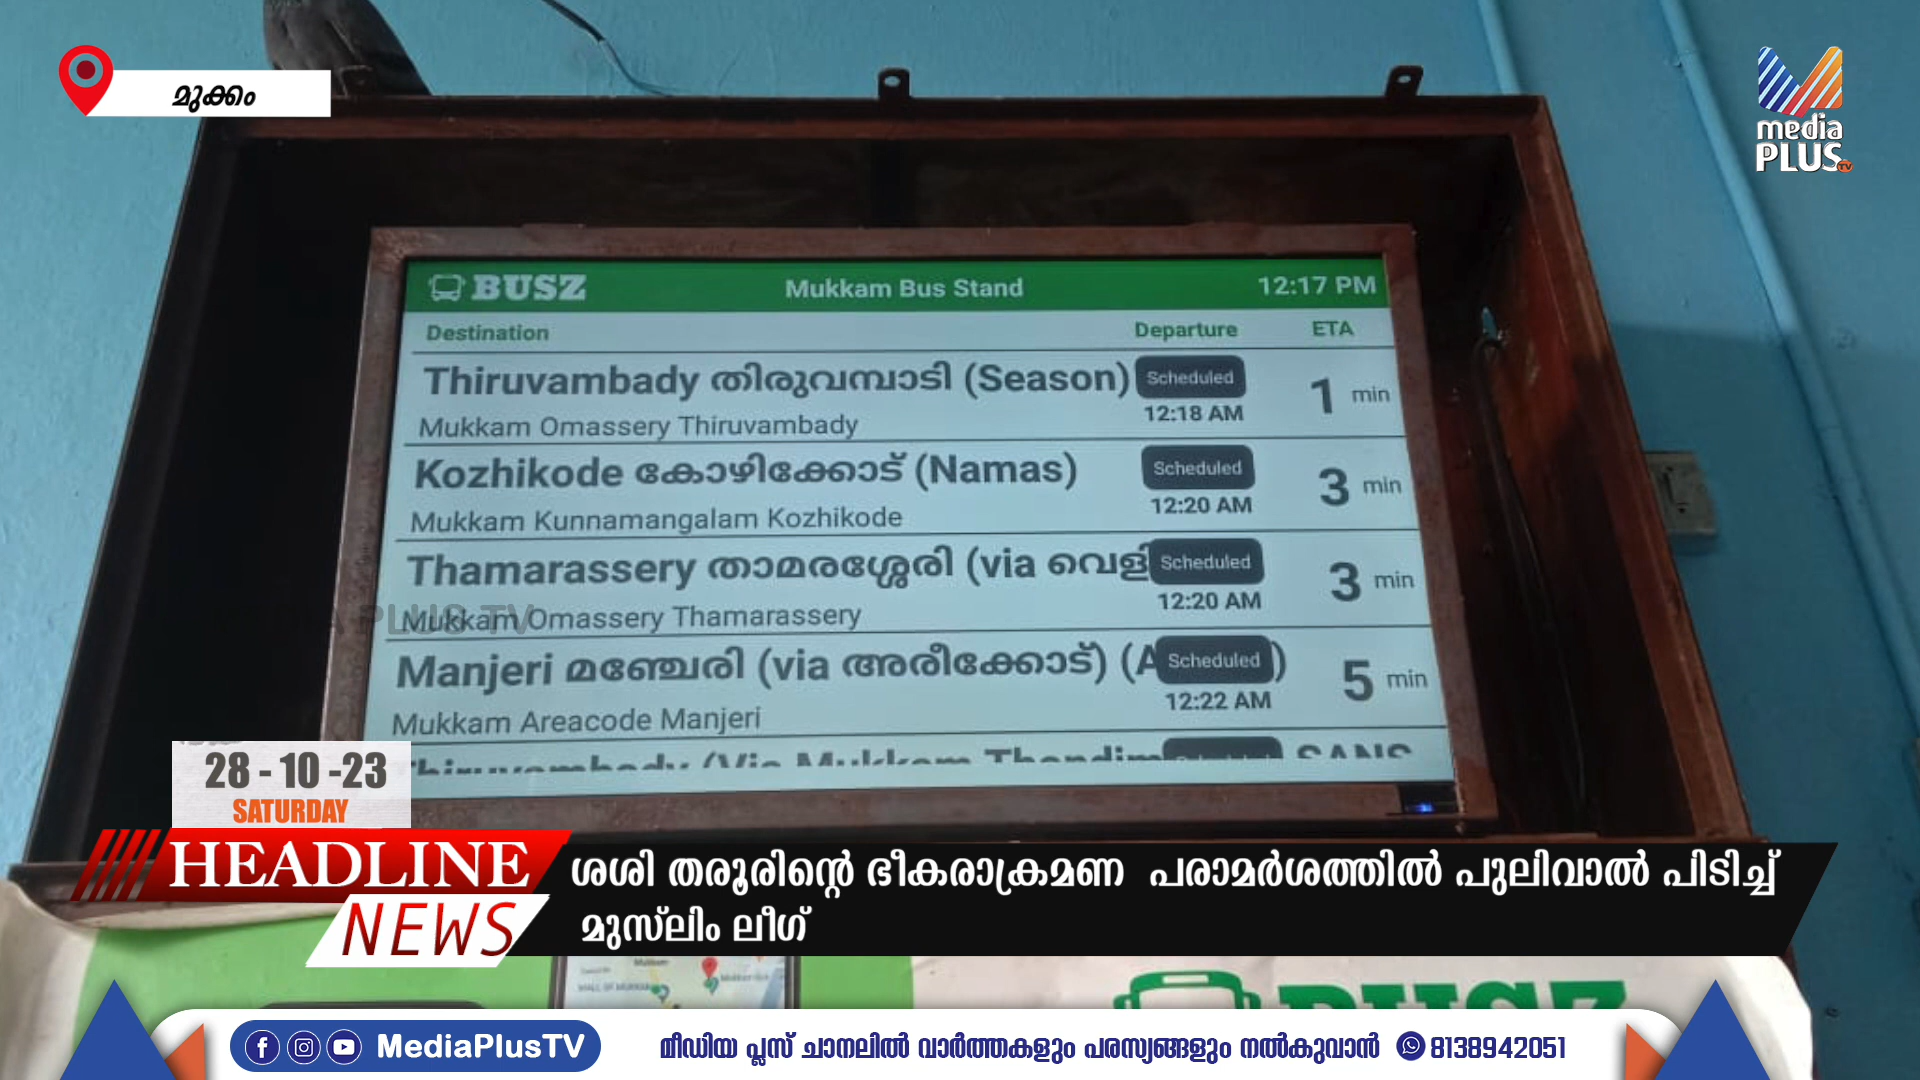 മുക്കം
media
PLUS TV
BUSZ
Mukkam Bus Stand
12:17 PM
Destination
Departure
ETA
Thiruvambady തിരുവമ്പാടി (Season)
Scheduled
1 min
12:18 AM
Mukkam Omassery Thiruvambady
Kozhikode കോഴിക്കോട് (Namas)
Scheduled
3 min
12:20 AM
Mukkam Kunnamangalam Kozhikode
Thamarassery താമരശ്ശേരി (via
Scheduled
3 min
12:20 AM
Mukkam Omassery Thamarassery
PLUS TV
Manjeri മഞ്ചേരി (via അരീക്കോട്) (A )
Scheduled
5 min
12:22 AM
Mukkam Areacode Manjeri
28 - 10 -23
SATURDAY
HEADLINE
NEWS
ശശി തരൂരിന്റെ ഭീകരാക്രമണ പരാമർശത്തിൽ പുലിവാൽ പിടിച്ച്
മുസ്‌ലിം ലീഗ്
BUSZ
MediaPlusTV
മീഡിയ പ്ലസ് ചാനലിൽ വാർത്തകളും പരസ്യങ്ങളും നൽകുവാൻ 8138942051